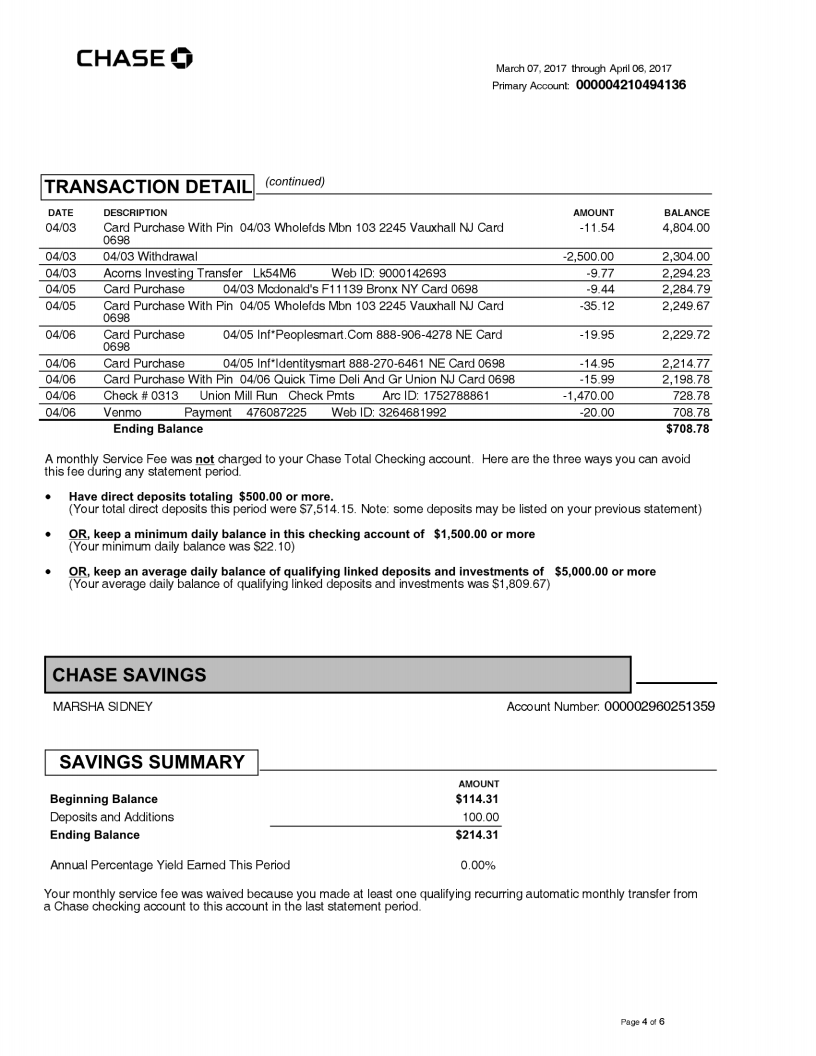 CHASE
March 07, 2017 through April 06, 2017
Primary Account: 000004210494136
TRANSACTION DETAIL (continued)
DATE DESCRIPTION AMOUNT BALANCE
04/03 Card Purchase With Pin 04/03 Wholefds Mbn 103 2245 Vauxhall NJ Card -11.54 4,804.00
0698
04/03 04/03 Withdrawal -2,500.00 2,304.00
04/03 Acorns Investing Transfer Lk54M6 Web ID: 9000142693 -9.77 2,294.23
04/05 Card Purchase 04/03 Mcdonald's F11139 Bronx NY Card 0698 -9.44 2,284.79
04/05 Card Purchase With Pin 04/05 Wholefds Mbn 103 2245 Vauxhall NJ Card -35.12 2,249.67
0698
04/06 Card Purchase 04/05 Inf*Peoplesmart.Com 888-906-4278 NE Card -19.95 2,229.72
0698
04/06 Card Purchase 04/05 Inf*Identitysmart 888-270-6461 NE Card 0698 -14.95 2,214.77
04/06 Card Purchase With Pin 04/06 Quick Time Deli And Gr Union NJ Card 0698 -15.99 2,198.78
04/06 Check # 0313 Union Mill Run Check Pmts Arc ID: 1752788861 -1,470.00 728.78
04/06 Venmo Payment 476087225 Web ID: 3264681992 -20.00 708.78
Ending Balance $708.78
A monthly Service Fee was not charged to your Chase Total Checking account. Here are the three ways you can avoid
this fee during any statement period.
• Have direct deposits totaling $500.00 or more.
(Your total direct deposits this period were $7,514.15. Note: some deposits may be listed on your previous statement)
• OR, keep a minimum daily balance in this checking account of $1,500.00 or more
(Your minimum daily balance was $22.10)
• OR, keep an average daily balance of qualifying linked deposits and investments of $5,000.00 or more
(Your average daily balance of qualifying linked deposits and investments was $1,809.67)
CHASE SAVINGS
MARSHA SIDNEY Account Number: 000002960251359
SAVINGS SUMMARY
AMOUNT
Beginning Balance $114.31
Deposits and Additions 100.00
Ending Balance $214.31
Annual Percentage Yield Earned This Period 0.00%
Your monthly service fee was waived because you made at least one qualifying recurring automatic monthly transfer from
a Chase checking account to this account in the last statement period.
Page 4 of 6